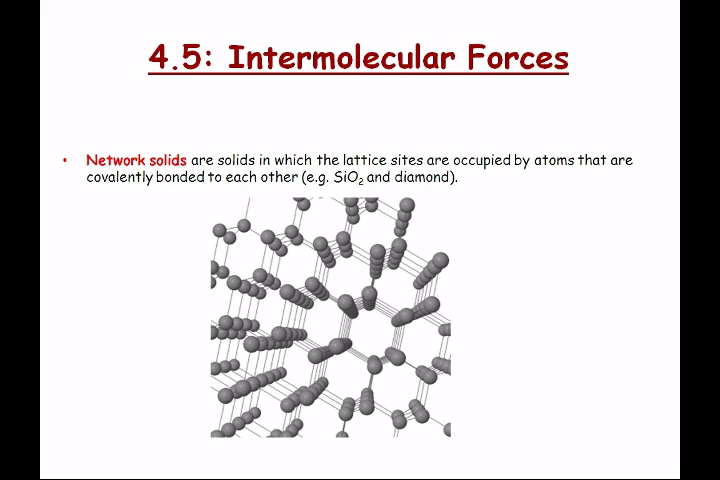 4.5: Intermolecular Forces
• Network solids are solids in which the lattice sites are occupied by atoms that are
covalently bonded to each other (e.g. SiO₂ and diamond).